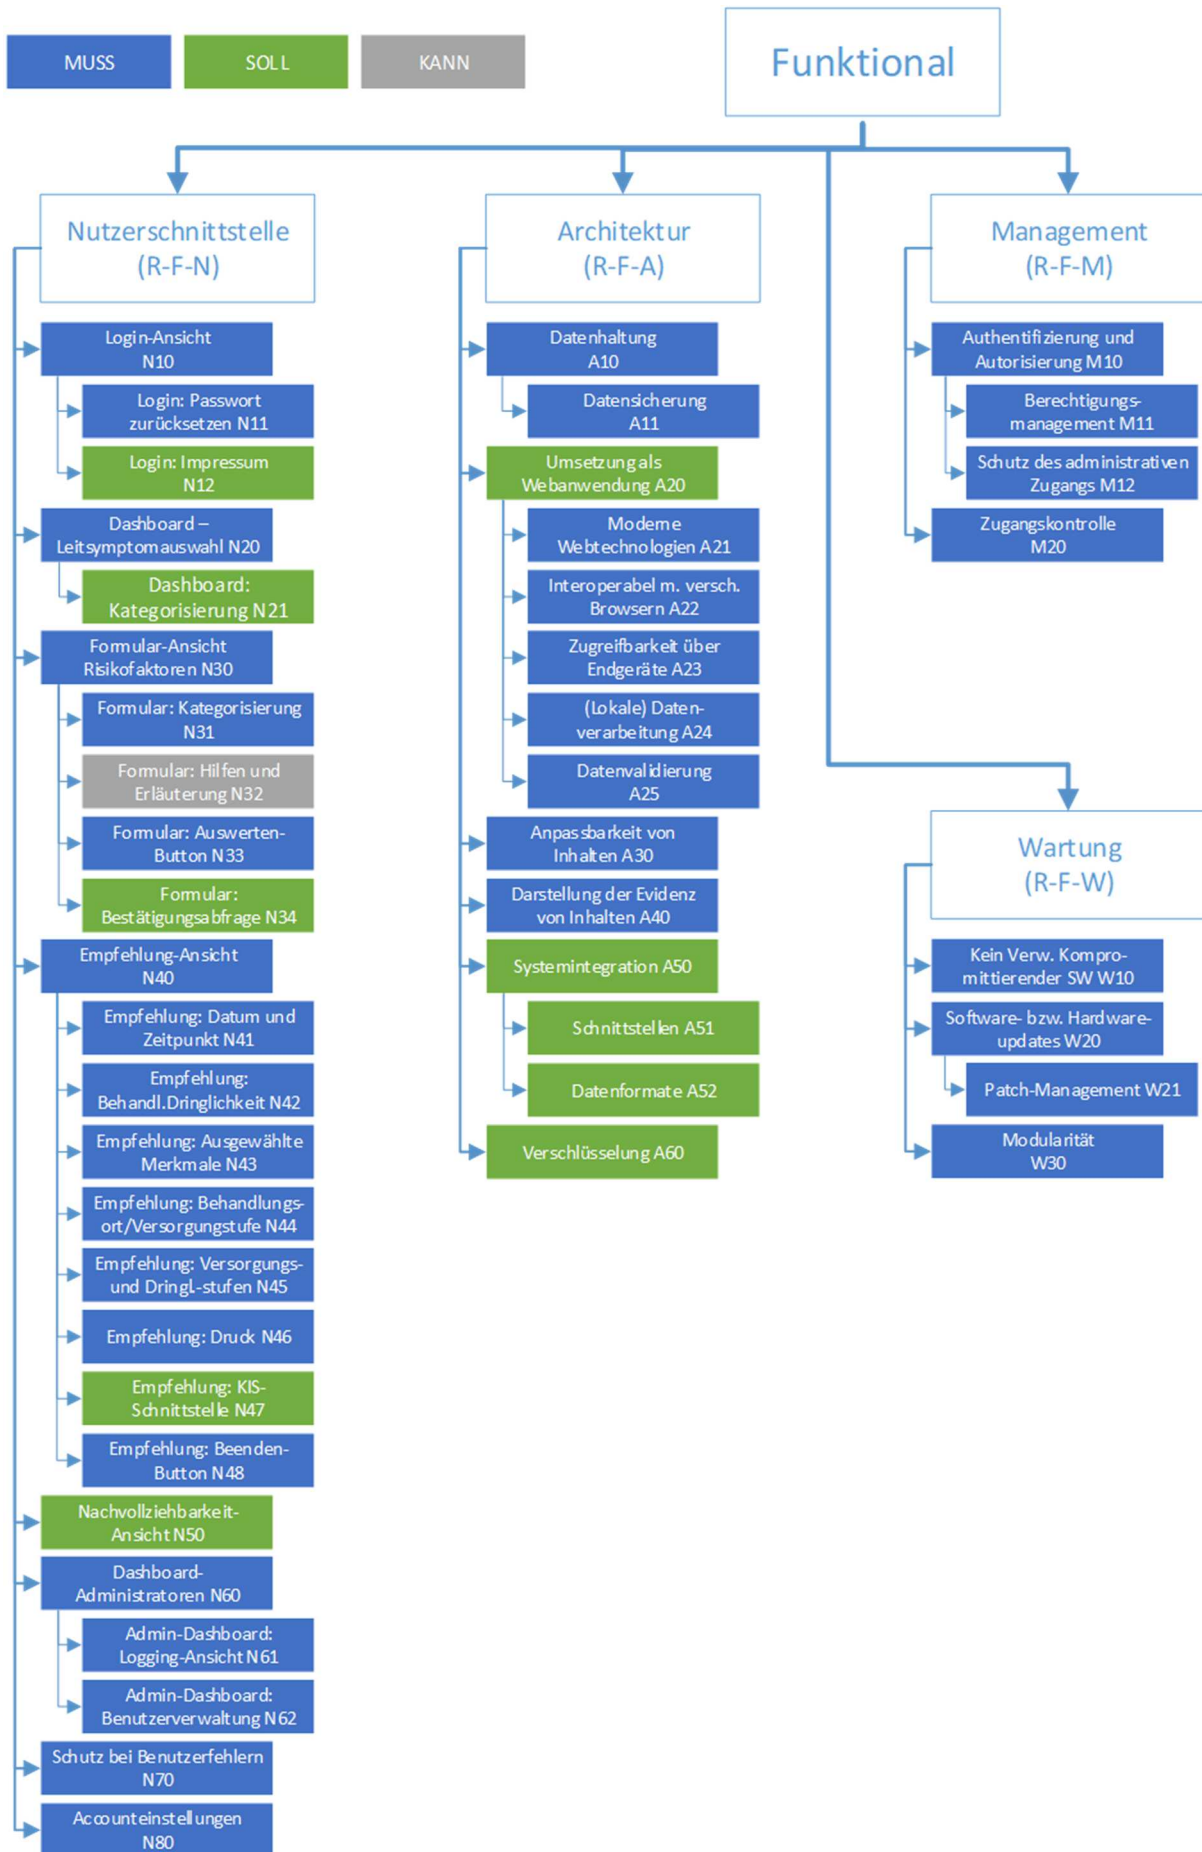 MUSS
SOLL
KANN
Funktional
Nutzerschnittstelle
(R-F-N)
Login-Ansicht
N10
Login: Passwort
zurücksetzen N11
Login: Impressum
N12
Dashboard –
Leitsymptomauswahl N20
Dashboard:
Kategorisierung N21
Formular-Ansicht
Risikofaktoren N30
Formular: Kategorisierung
N31
Formular: Hilfen und
Erläuterung N32
Formular: Auswerten-
Button N33
Formular:
Bestätigungsabfrage N34
Empfehlung-Ansicht
N40
Empfehlung: Datum und
Zeitpunkt N41
Empfehlung:
Behandl.Dringlichkeit N42
Empfehlung: Ausgewählte
Merkmale N43
Empfehlung: Behandlungs-
ort/Versorgungstufe N44
Empfehlung: Versorgungs-
und Dringl.-stufen N45
Empfehlung: Druck N46
Empfehlung: KIS-
Schnittstelle N47
Empfehlung: Beenden-
Button N48
Nachvollziehbarkeit-
Ansicht N50
Dashboard-
Administratoren N60
Admin-Dashboard:
Logging-Ansicht N61
Admin-Dashboard:
Benutzerverwaltung N62
Schutz bei Benutzerfehlern
N70
Accounteinstellungen
N80
Architektur
(R-F-A)
Datenhaltung
A10
Datensicherung
A11
Umsetzung als
Webanwendung A20
Moderne
Webtechnologien A21
Interoperabel m. versch.
Browsern A22
Zugreifbarkeit über
Endgeräte A23
(Lokale) Daten-
verarbeitung A24
Datenvalidierung
A25
Anpassbarkeit von
Inhalten A30
Darstellung der Evidenz
von Inhalten A40
Systemintegration A50
Schnittstellen A51
Datenformate A52
Verschlüsselung A60
Management
(R-F-M)
Authentifizierung und
Autorisierung M10
Berechtigungs-
management M11
Schutz des administrativen
Zugangs M12
Zugangskontrolle
M20
Wartung
(R-F-W)
Kein Verw. Kompro-
mittierender SW W10
Software- bzw. Hardware-
updates W20
Patch-Management W21
Modularität
W30